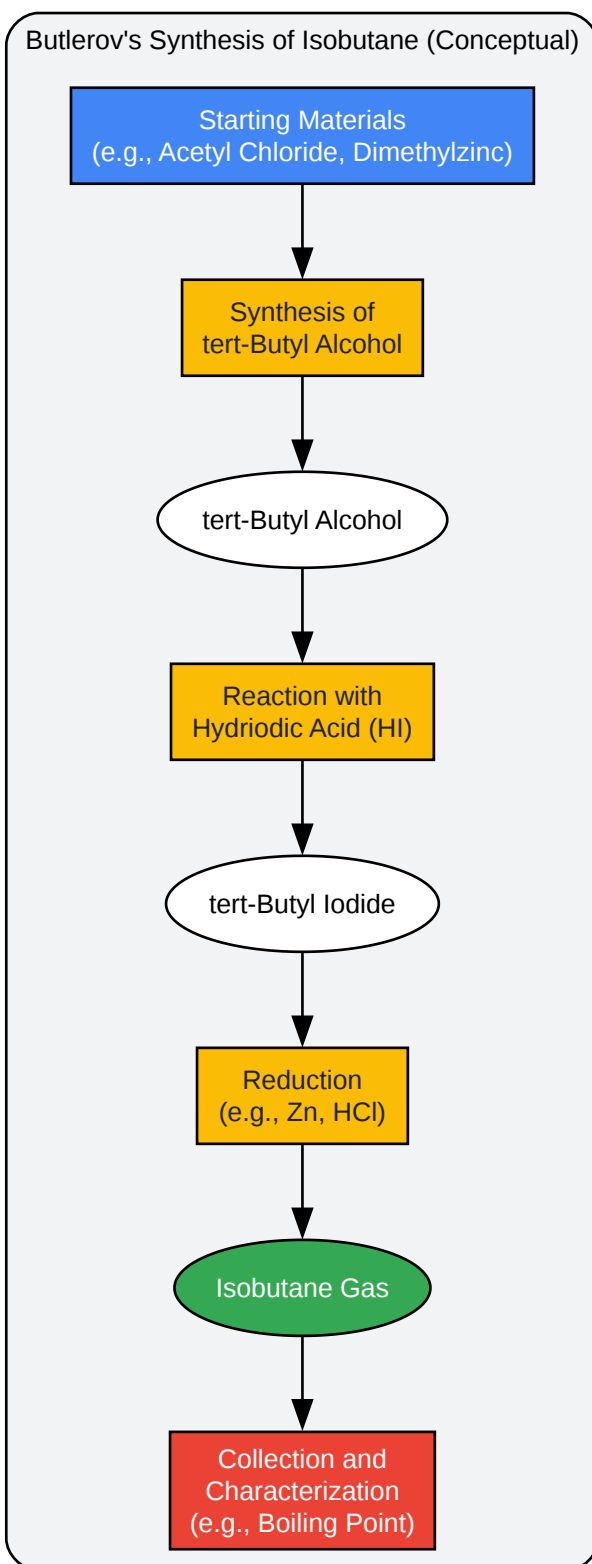 Butlerov's Synthesis of Isobutane (Conceptual)
Starting Materials
(e.g., Acetyl Chloride, Dimethylzinc)
Synthesis of
tert-Butyl Alcohol
tert-Butyl Alcohol
Reaction with
Hydriodic Acid (HI)
tert-Butyl Iodide
Reduction
(e.g., Zn, HCl)
Isobutane Gas
Collection and
Characterization
(e.g., Boiling Point)